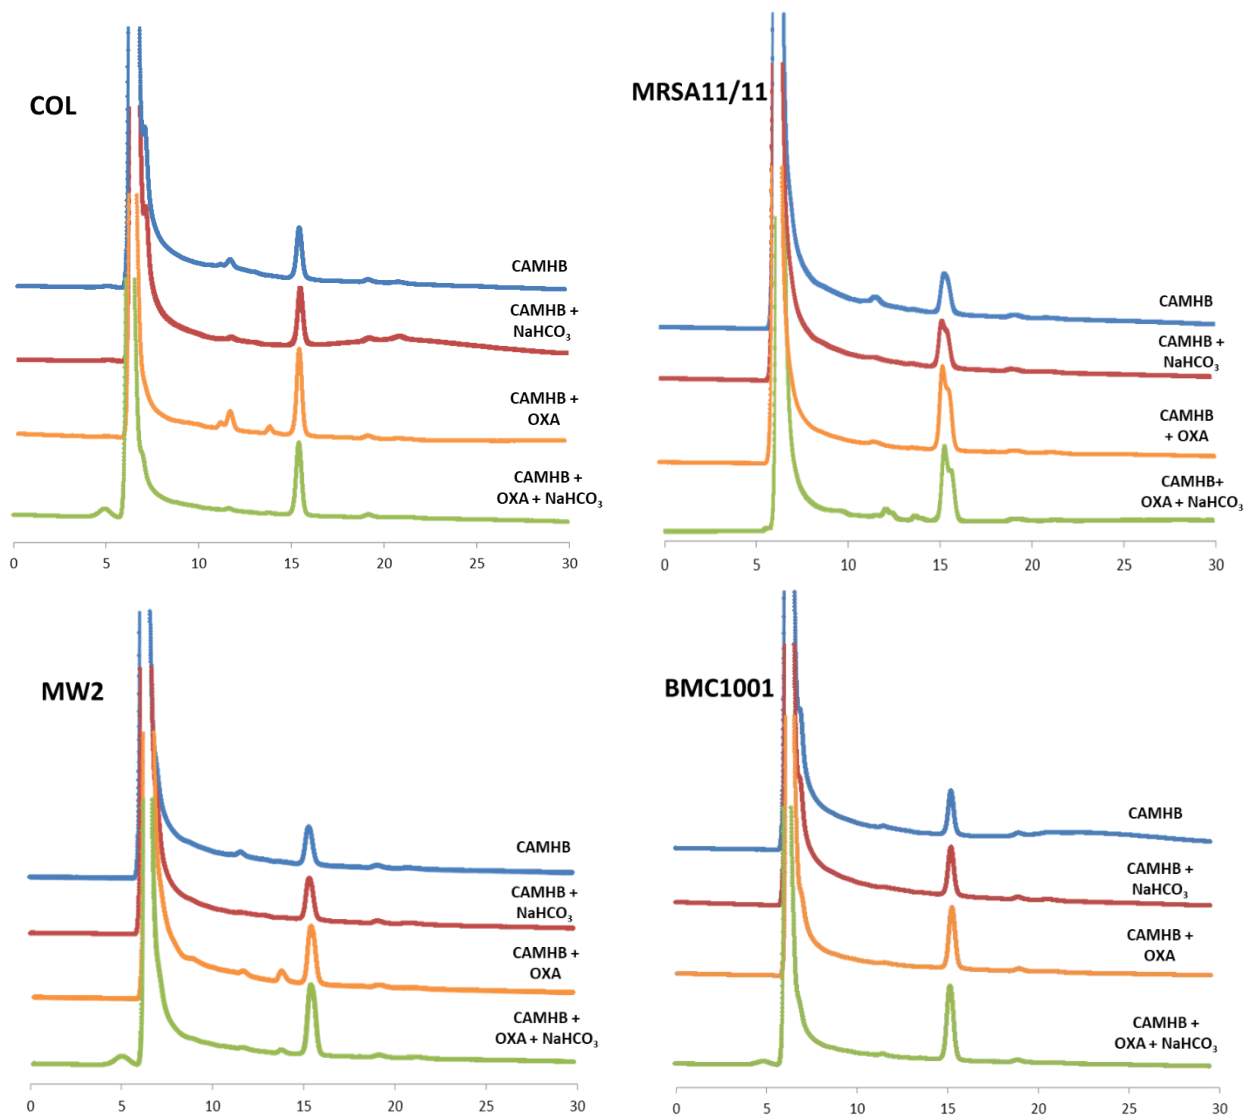 COL
CAMHB
CAMHB +
NaHCO₃
CAMHB +
OXA
CAMHB +
OXA + NaHCO₃
0 5 10 15 20 25 30
MRSA11/11
CAMHB
CAMHB +
NaHCO₃
CAMHB
+ OXA
CAMHB+
OXA + NaHCO₃
0 5 10 15 20 25 30
MW2
CAMHB
CAMHB +
NaHCO₃
CAMHB +
OXA
CAMHB +
OXA + NaHCO₃
0 5 10 15 20 25 30
BMC1001
CAMHB
CAMHB +
NaHCO₃
CAMHB +
OXA
CAMHB +
OXA + NaHCO₃
0 5 10 15 20 25 30